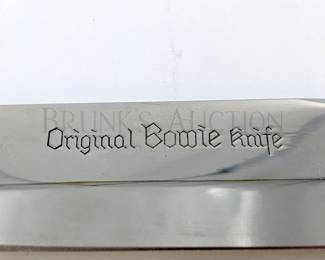 BRUNK'S AUCTION
Original Bowie Knife